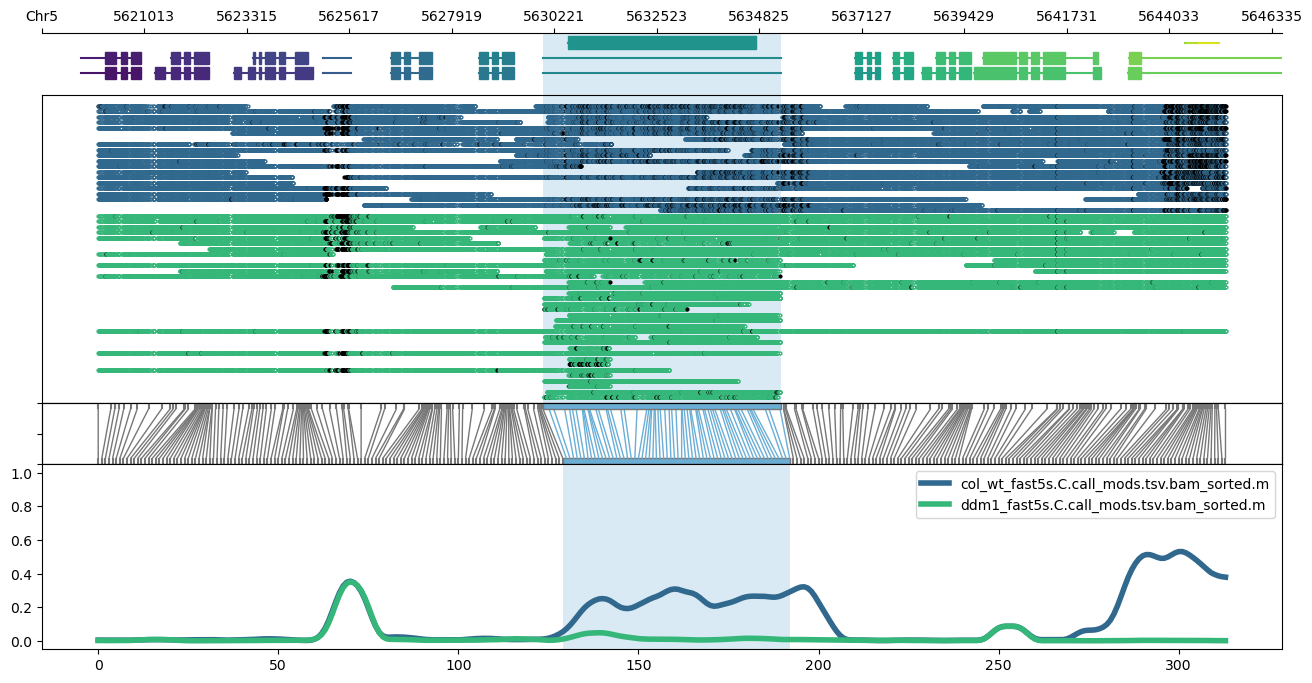 Chr5 5621013 5623315 5625617 5627919 5630221 5632523 5634825 5637127 5639429 5641731 5644033 5646335
1.0
col_wt_fast5s.C.call_mods.tsv.bam_sorted.m
0.8
ddm1_fast5s.C.call_mods.tsv.bam_sorted.m
0.6
0.4
0.2
0.0
0 50 100 150 200 250 300